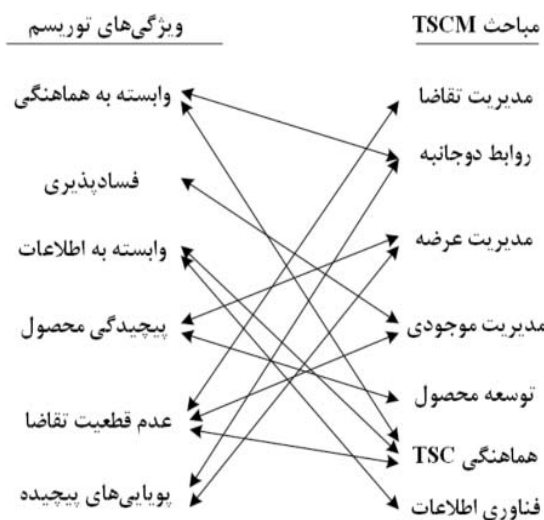 مباحث TSCM
مدیریت تقاضا
روابط دوجانبه
مدیریت عرضه
مدیریت موجودی
توسعه محصول
هماهنگی TSC
فناوری اطلاعات
ویژگی‌های توریسم
وابسته به هماهنگی
فسادپذیری
وابسته به اطلاعات
پیچیدگی محصول
عدم قطعیت تقاضا
پویایی‌های پیچیده